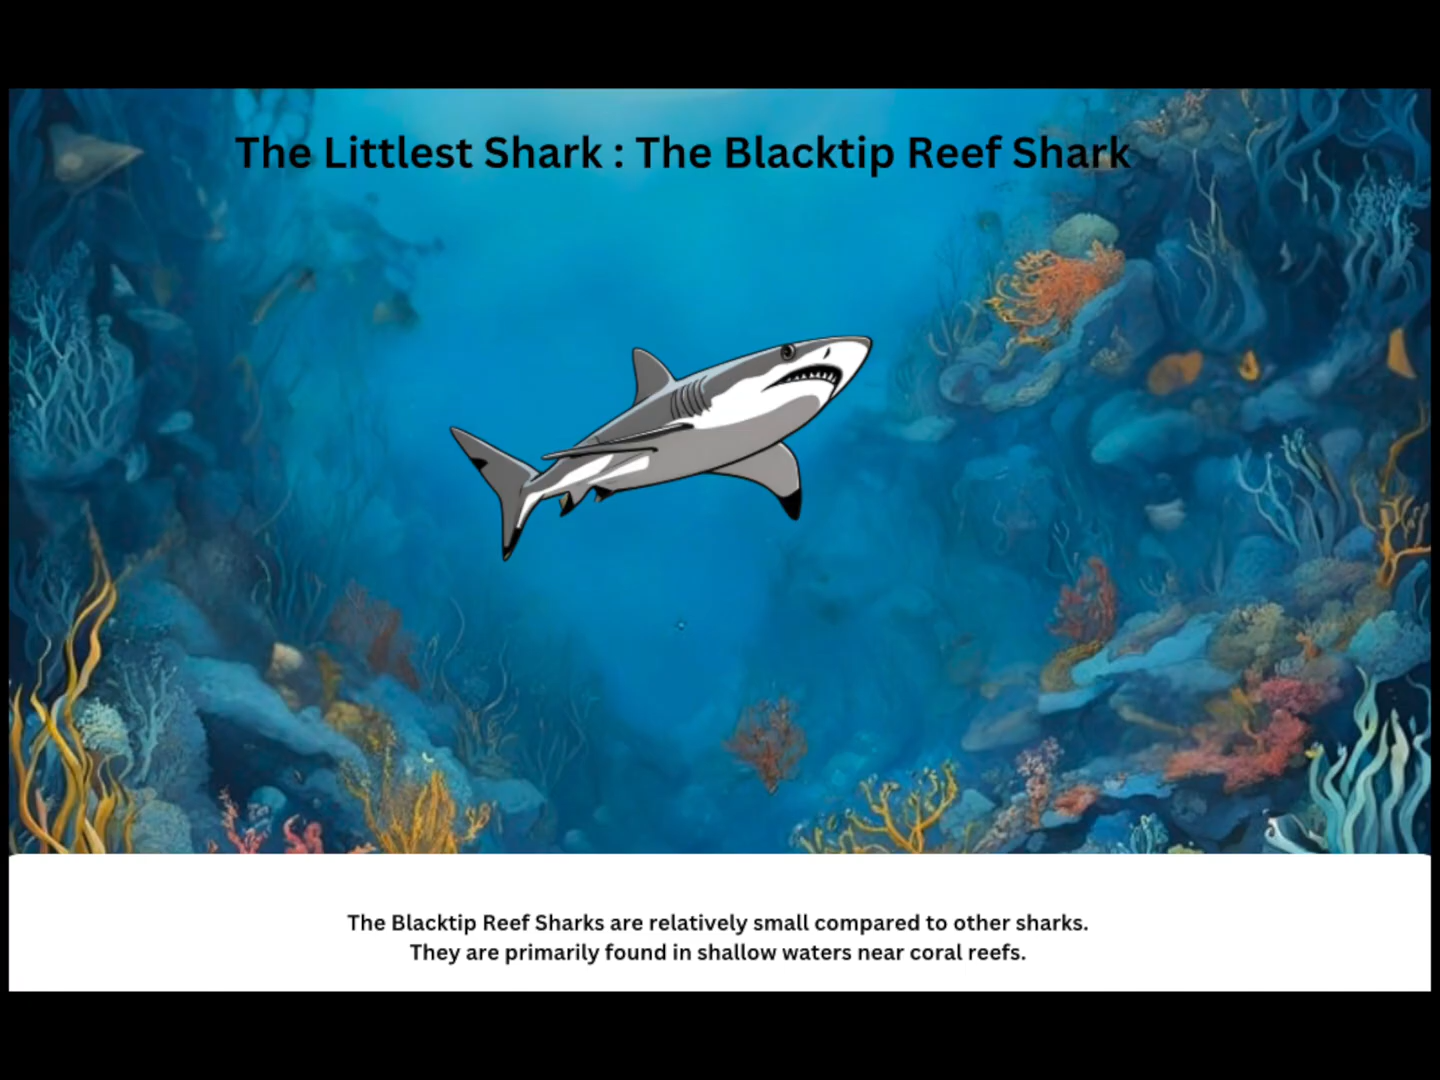 The Littlest Shark : The Blacktip Reef Shark
The Blacktip Reef Sharks are relatively small compared to other sharks.
They are primarily found in shallow waters near coral reefs.